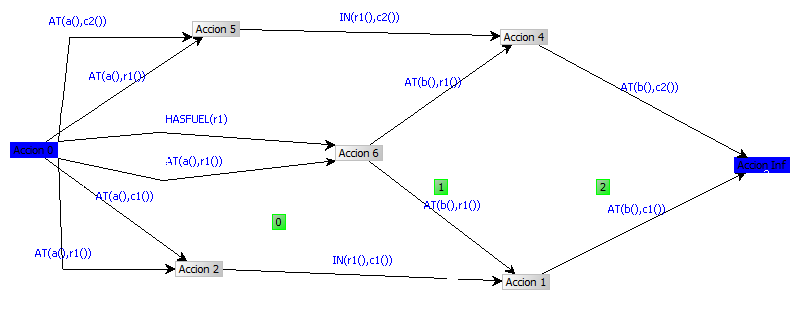 AT(a(),c2())
Accion 5
IN(r1(),c2())
Accion 4
AT(a(),r1())
AT(b(),r1())
AT(b(),c2())
HASFUEL(r1)
Accion 0
Accion 6
AT(a(),r1())
Accion Inf
AT(a(),c1())
1
2
AT(b(),r1())
AT(b(),c1())
0
AT(a(),r1())
Accion 2
IN(r1(),c1())
Accion 1